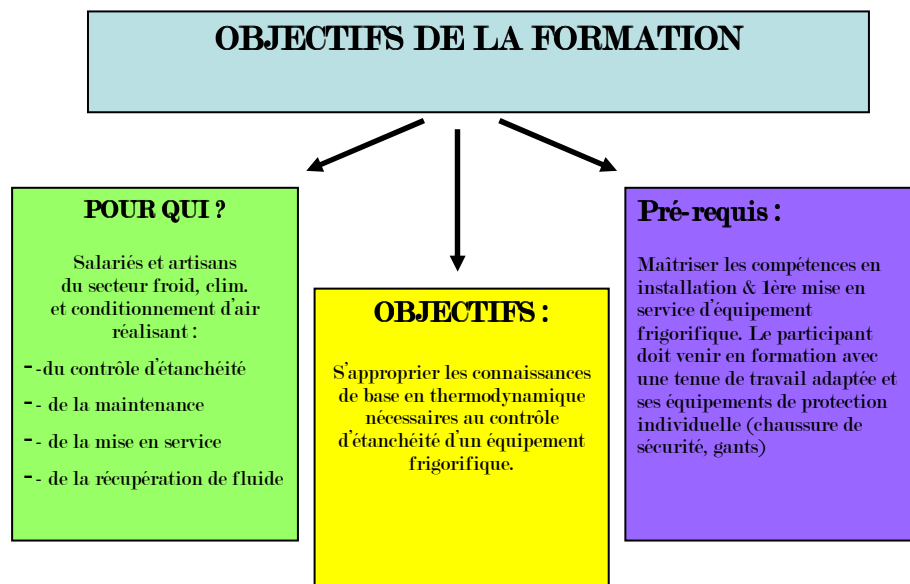 OBJECTIFS DE LA FORMATION
POUR QUI ?
Salariés et artisans
du secteur froid, clim.
et conditionnement d'air
réalisant :
- -du contrôle d'étanchéité
- - de la maintenance
- - de la mise en service
- - de la récupération de fluide
OBJECTIFS :
S'approprier les connaissances
de base en thermodynamique
nécessaires au contrôle
d'étanchéité d'un équipement
frigorifique.
Pré-requis :
Maîtriser les compétences en
installation & 1ère mise en
service d'équipement
frigorifique. Le participant
doit venir en formation avec
une tenue de travail adaptée et
ses équipements de protection
individuelle (chaussure de
sécurité, gants)